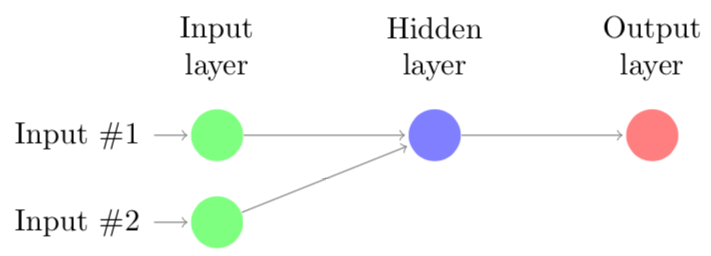 Input
layer
Hidden
layer
Output
layer
Input #1
Input #2